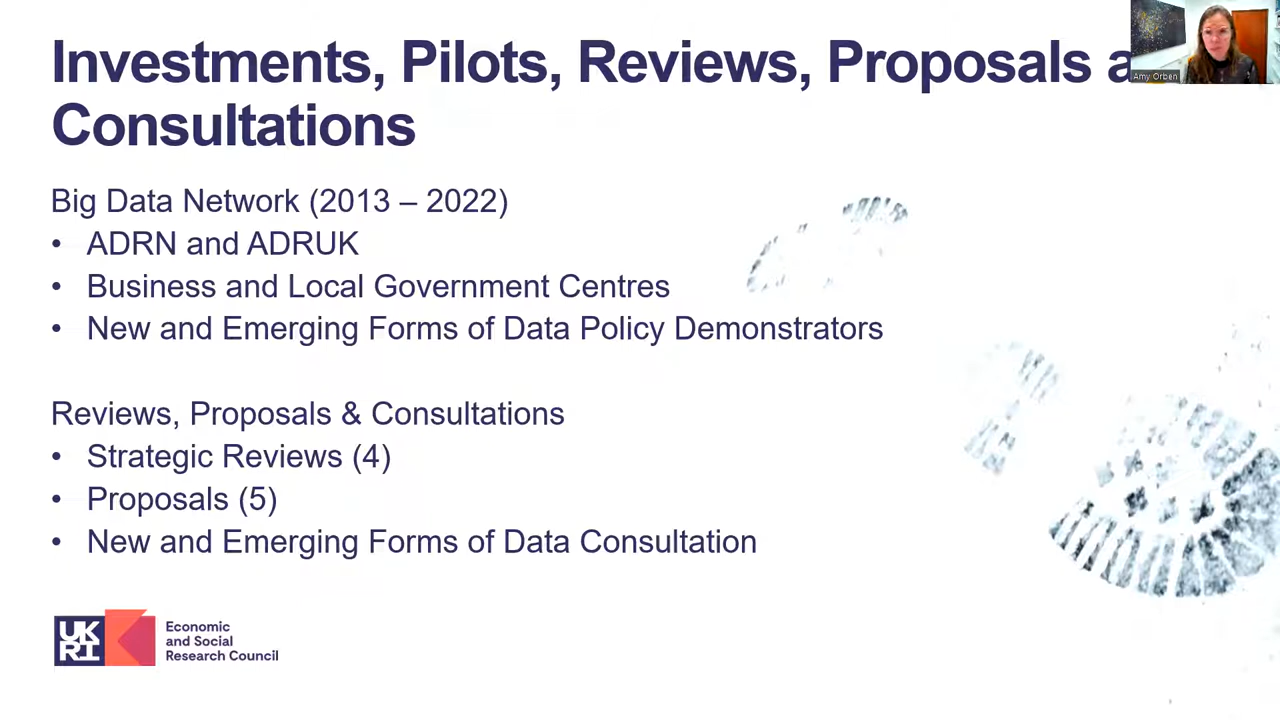 Investments, Pilots, Reviews, Proposals a
Consultations
Amy Orben
Big Data Network (2013 – 2022)
• ADRN and ADRUK
• Business and Local Government Centres
• New and Emerging Forms of Data Policy Demonstrators
Reviews, Proposals & Consultations
• Strategic Reviews (4)
• Proposals (5)
• New and Emerging Forms of Data Consultation
UK
RI
Economic
and Social
Research Council